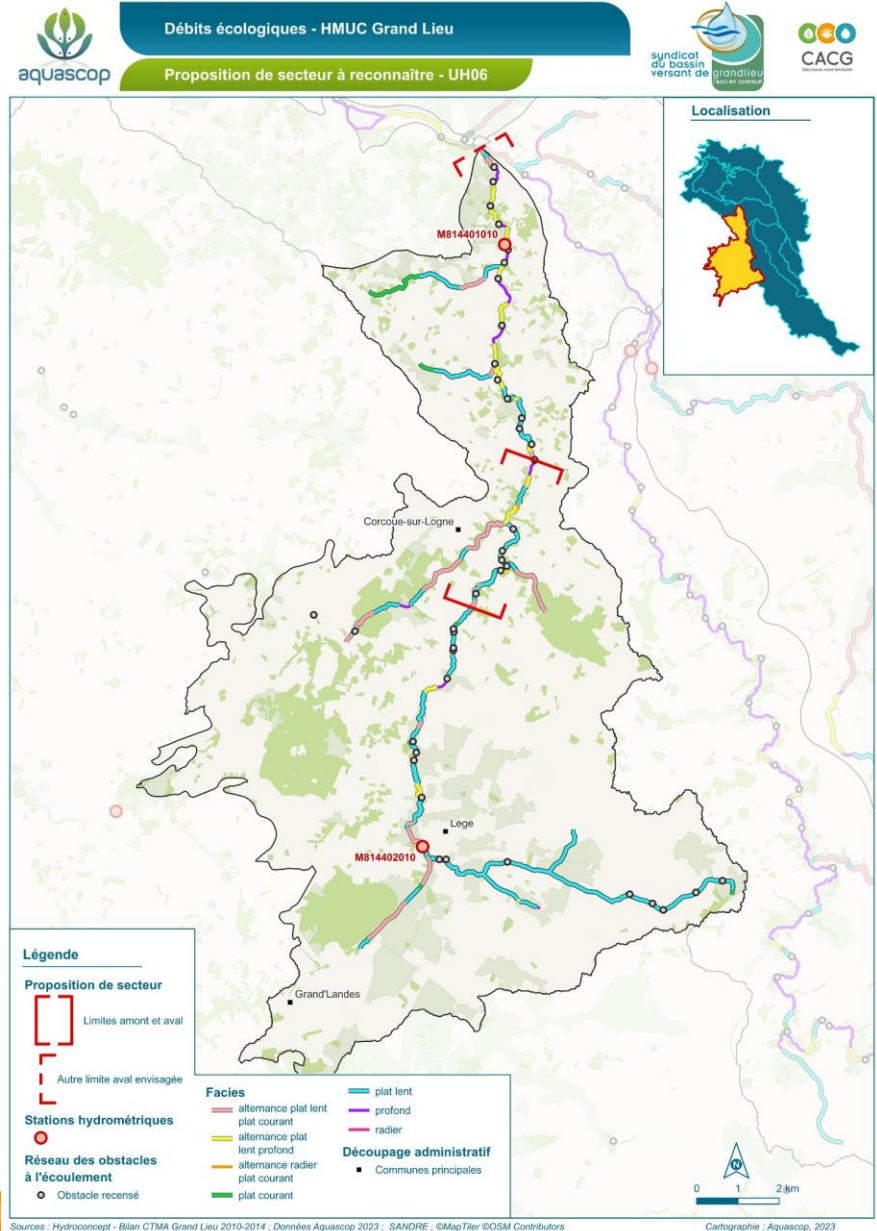 aquascop
Débits écologiques - HMUC Grand Lieu
Proposition de secteur à reconnaître - UH06
syndicat
du bassin
versant de grandlieu
CACG
Localisation
M814401010
Corcoue-sur-Logne
Lege
M814402010
Grand'Landes
Légende
Proposition de secteur
Limites amont et aval
Autre limite aval envisagée
Stations hydrométriques
Réseau des obstacles
à l'écoulement
Obstacle recensé
Facies
alternance plat lent
plat courant
alternance plat
lent profond
alternance radier
plat courant
plat courant
plat lent
profond
radier
Découpage administratif
Communes principales
N
0 1 2 km
Sources : Hydroconcept - Bilan CTMA Grand Lieu 2010-2014 ; Données Aquascop 2023 ; SANDRE ; ©MapTiler ©OSM Contributors
Cartographie : Aquascop, 2023